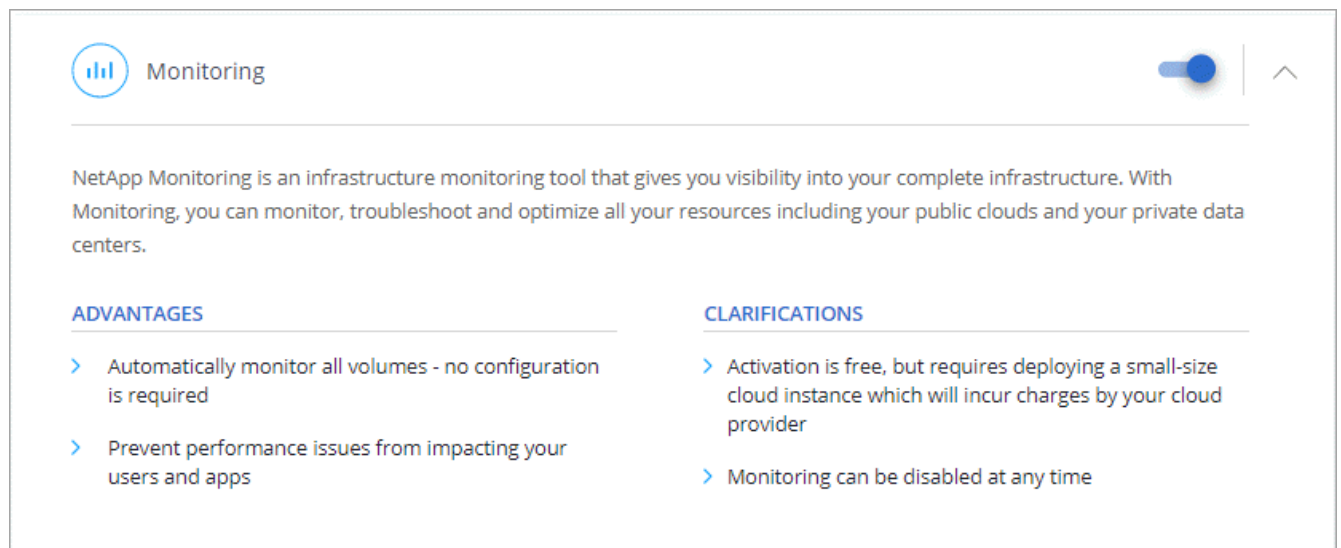 Monitoring
NetApp Monitoring is an infrastructure monitoring tool that gives you visibility into your complete infrastructure. With
Monitoring, you can monitor, troubleshoot and optimize all your resources including your public clouds and your private data
centers.
ADVANTAGES
Automatically monitor all volumes - no configuration
is required
Prevent performance issues from impacting your
users and apps
CLARIFICATIONS
Activation is free, but requires deploying a small-size
cloud instance which will incur charges by your cloud
provider
Monitoring can be disabled at any time